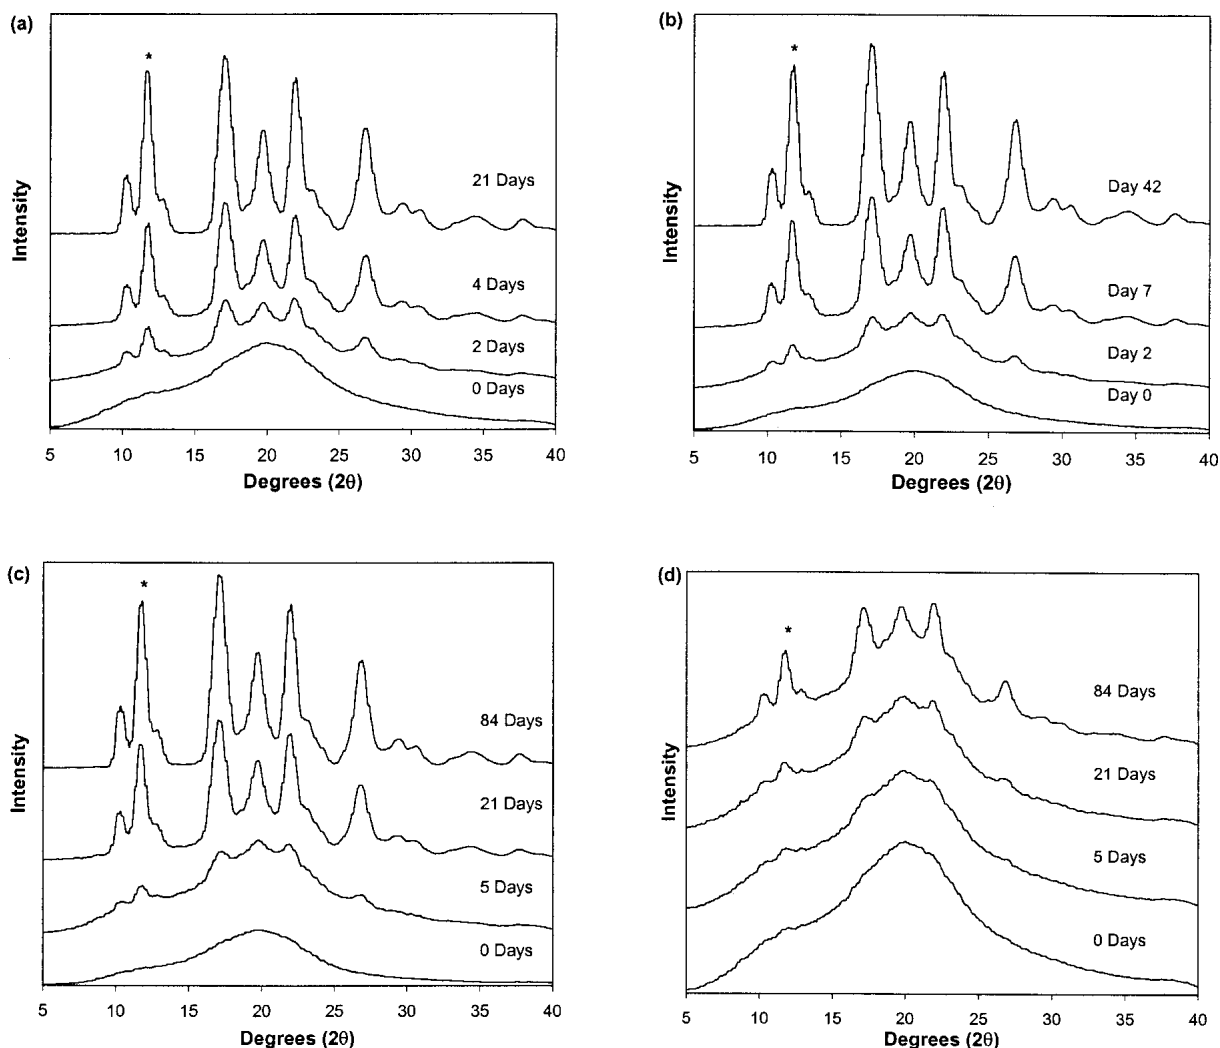 (a)
*
21 Days
4 Days
2 Days
0 Days
Intensity
5 10 15 20 25 30 35 40
Degrees (2θ)
(b)
*
Day 42
Day 7
Day 2
Day 0
Intensity
5 10 15 20 25 30 35 40
Degrees (2θ)
(c)
*
84 Days
21 Days
5 Days
0 Days
Intensity
5 10 15 20 25 30 35 40
Degrees (2θ)
(d)
*
84 Days
21 Days
5 Days
0 Days
Intensity
5 10 15 20 25 30 35 40
Degrees (2θ)